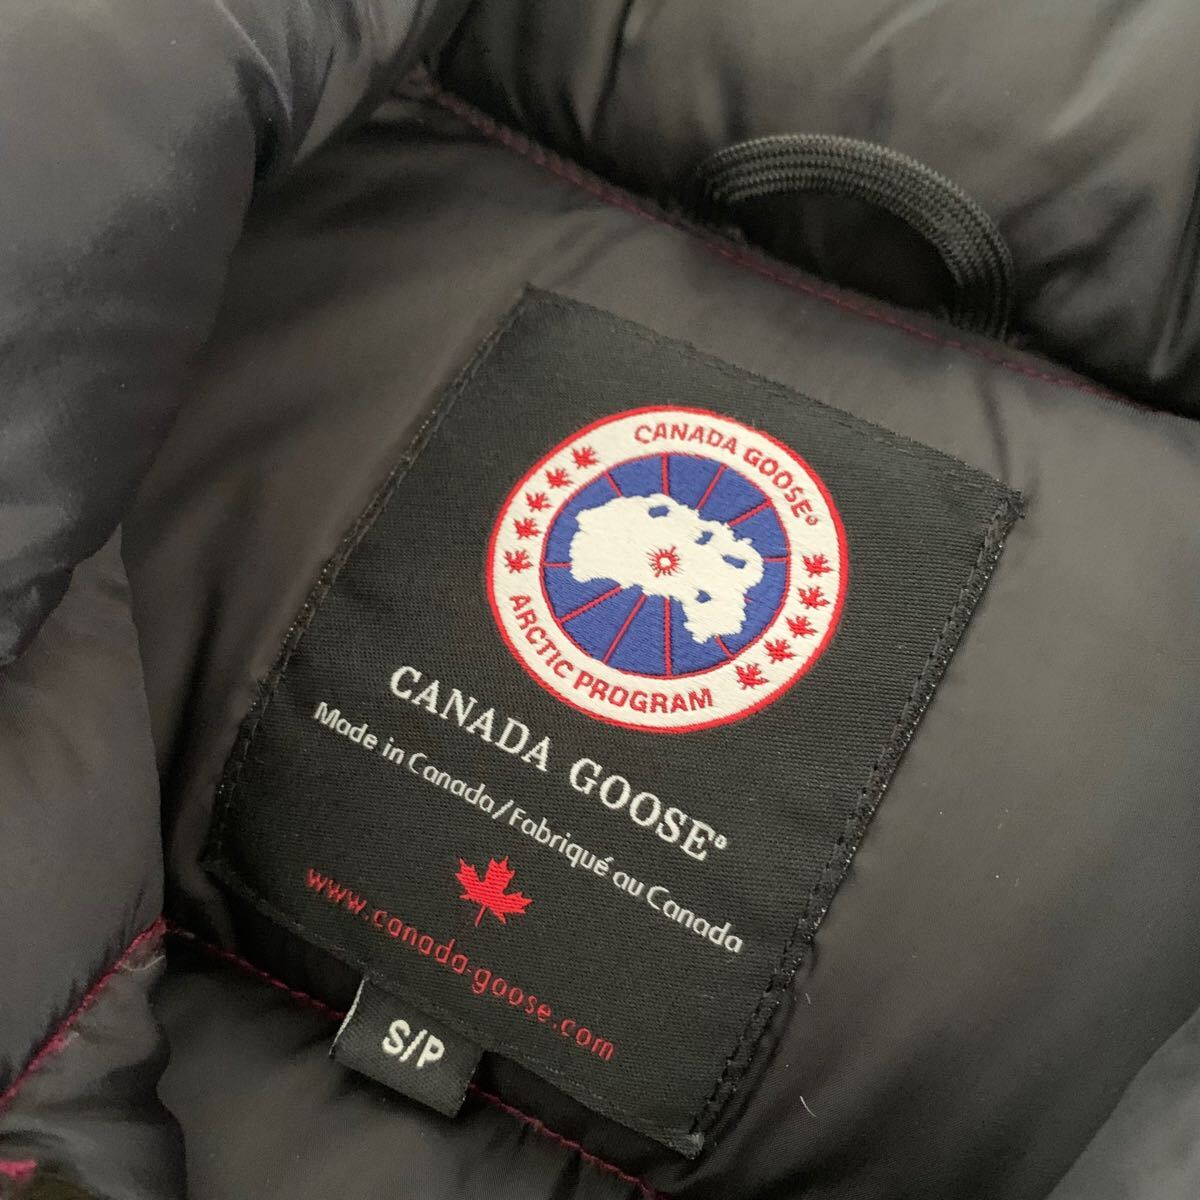 CANADA GOOSE®
ARCTIC PROGRAM
CANADA GOOSE®
Made in Canada/Fabriqué au Canada
www.canada-goose.com
S/P